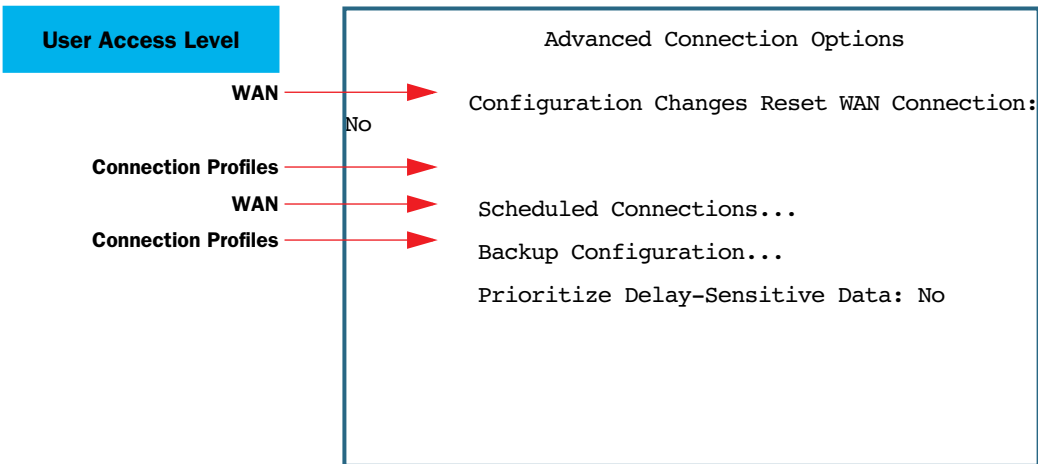 User Access Level
Advanced Connection Options
WAN
Configuration Changes Reset WAN Connection:
No
Connection Profiles
WAN
Scheduled Connections...
Connection Profiles
Backup Configuration...
Prioritize Delay-Sensitive Data: No